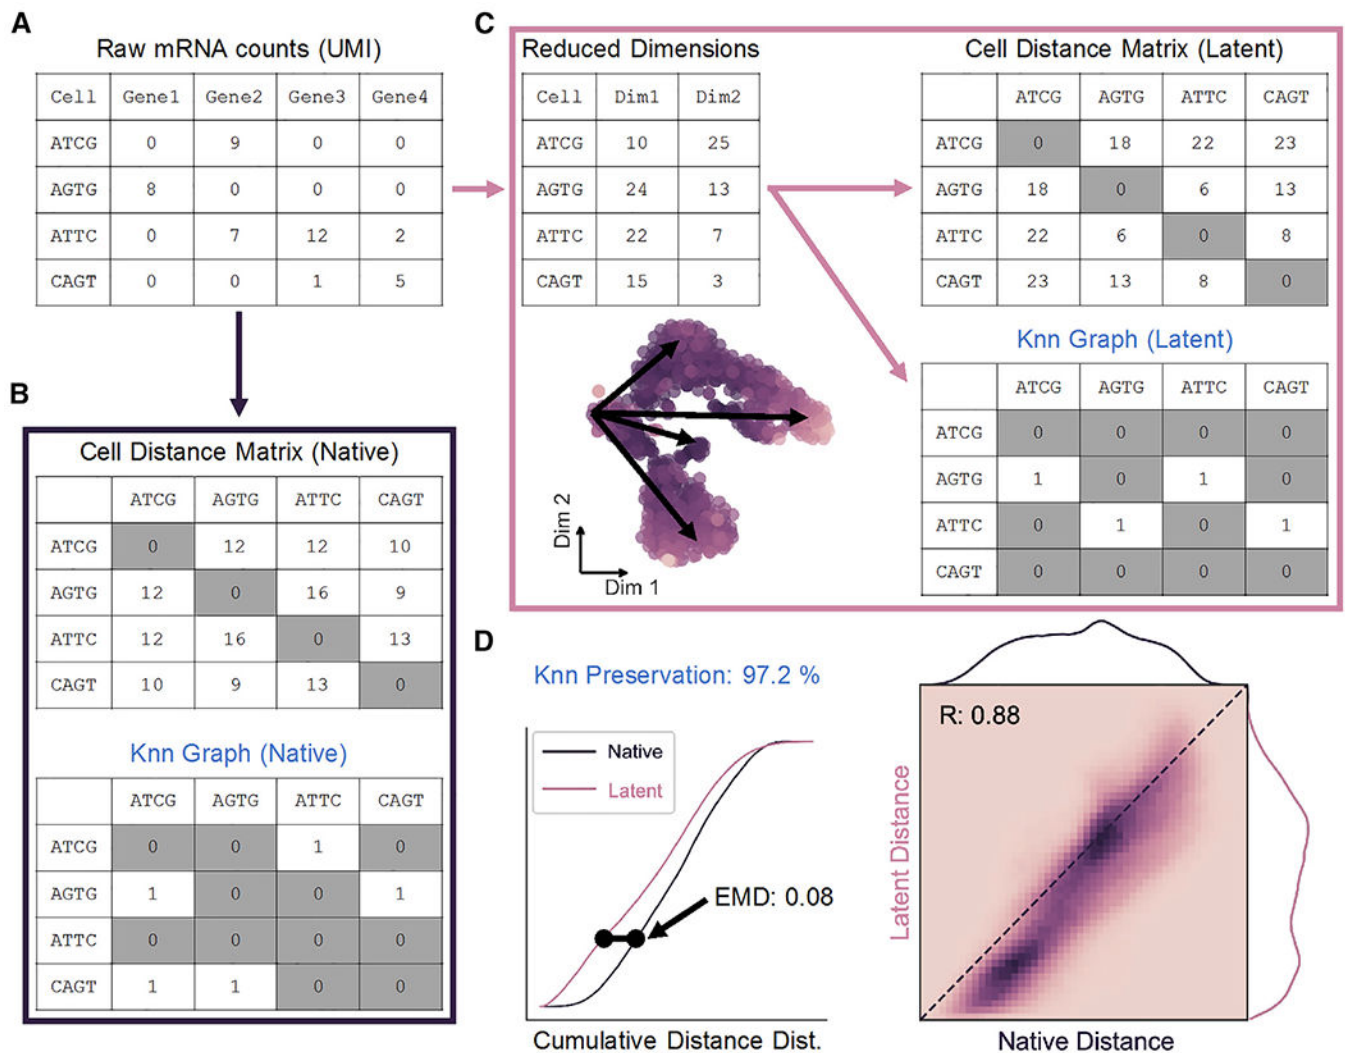 A
Raw mRNA counts (UMI)
Cell Gene1 Gene2 Gene3 Gene4
ATCG 0 9 0 0
AGTG 8 0 0 0
ATTC 0 7 12 2
CAGT 0 0 1 5
B
Cell Distance Matrix (Native)
ATCG AGTG ATTC CAGT
ATCG 0 12 12 10
AGTG 12 0 16 9
ATTC 12 16 0 13
CAGT 10 9 13 0
Knn Graph (Native)
ATCG AGTG ATTC CAGT
ATCG 0 0 1 0
AGTG 1 0 0 1
ATTC 0 0 0 0
CAGT 1 1 0 0
C
Reduced Dimensions
Cell Dim1 Dim2
ATCG 10 25
AGTG 24 13
ATTC 22 7
CAGT 15 3
Dim 2
Dim 1
Cell Distance Matrix (Latent)
ATCG AGTG ATTC CAGT
ATCG 0 18 22 23
AGTG 18 0 6 13
ATTC 22 6 0 8
CAGT 23 13 8 0
Knn Graph (Latent)
ATCG AGTG ATTC CAGT
ATCG 0 0 0 0
AGTG 1 0 1 0
ATTC 0 1 0 1
CAGT 0 0 0 0
D
Knn Preservation: 97.2 %
Native
Latent
EMD: 0.08
Cumulative Distance Dist.
R: 0.88
Latent Distance
Native Distance